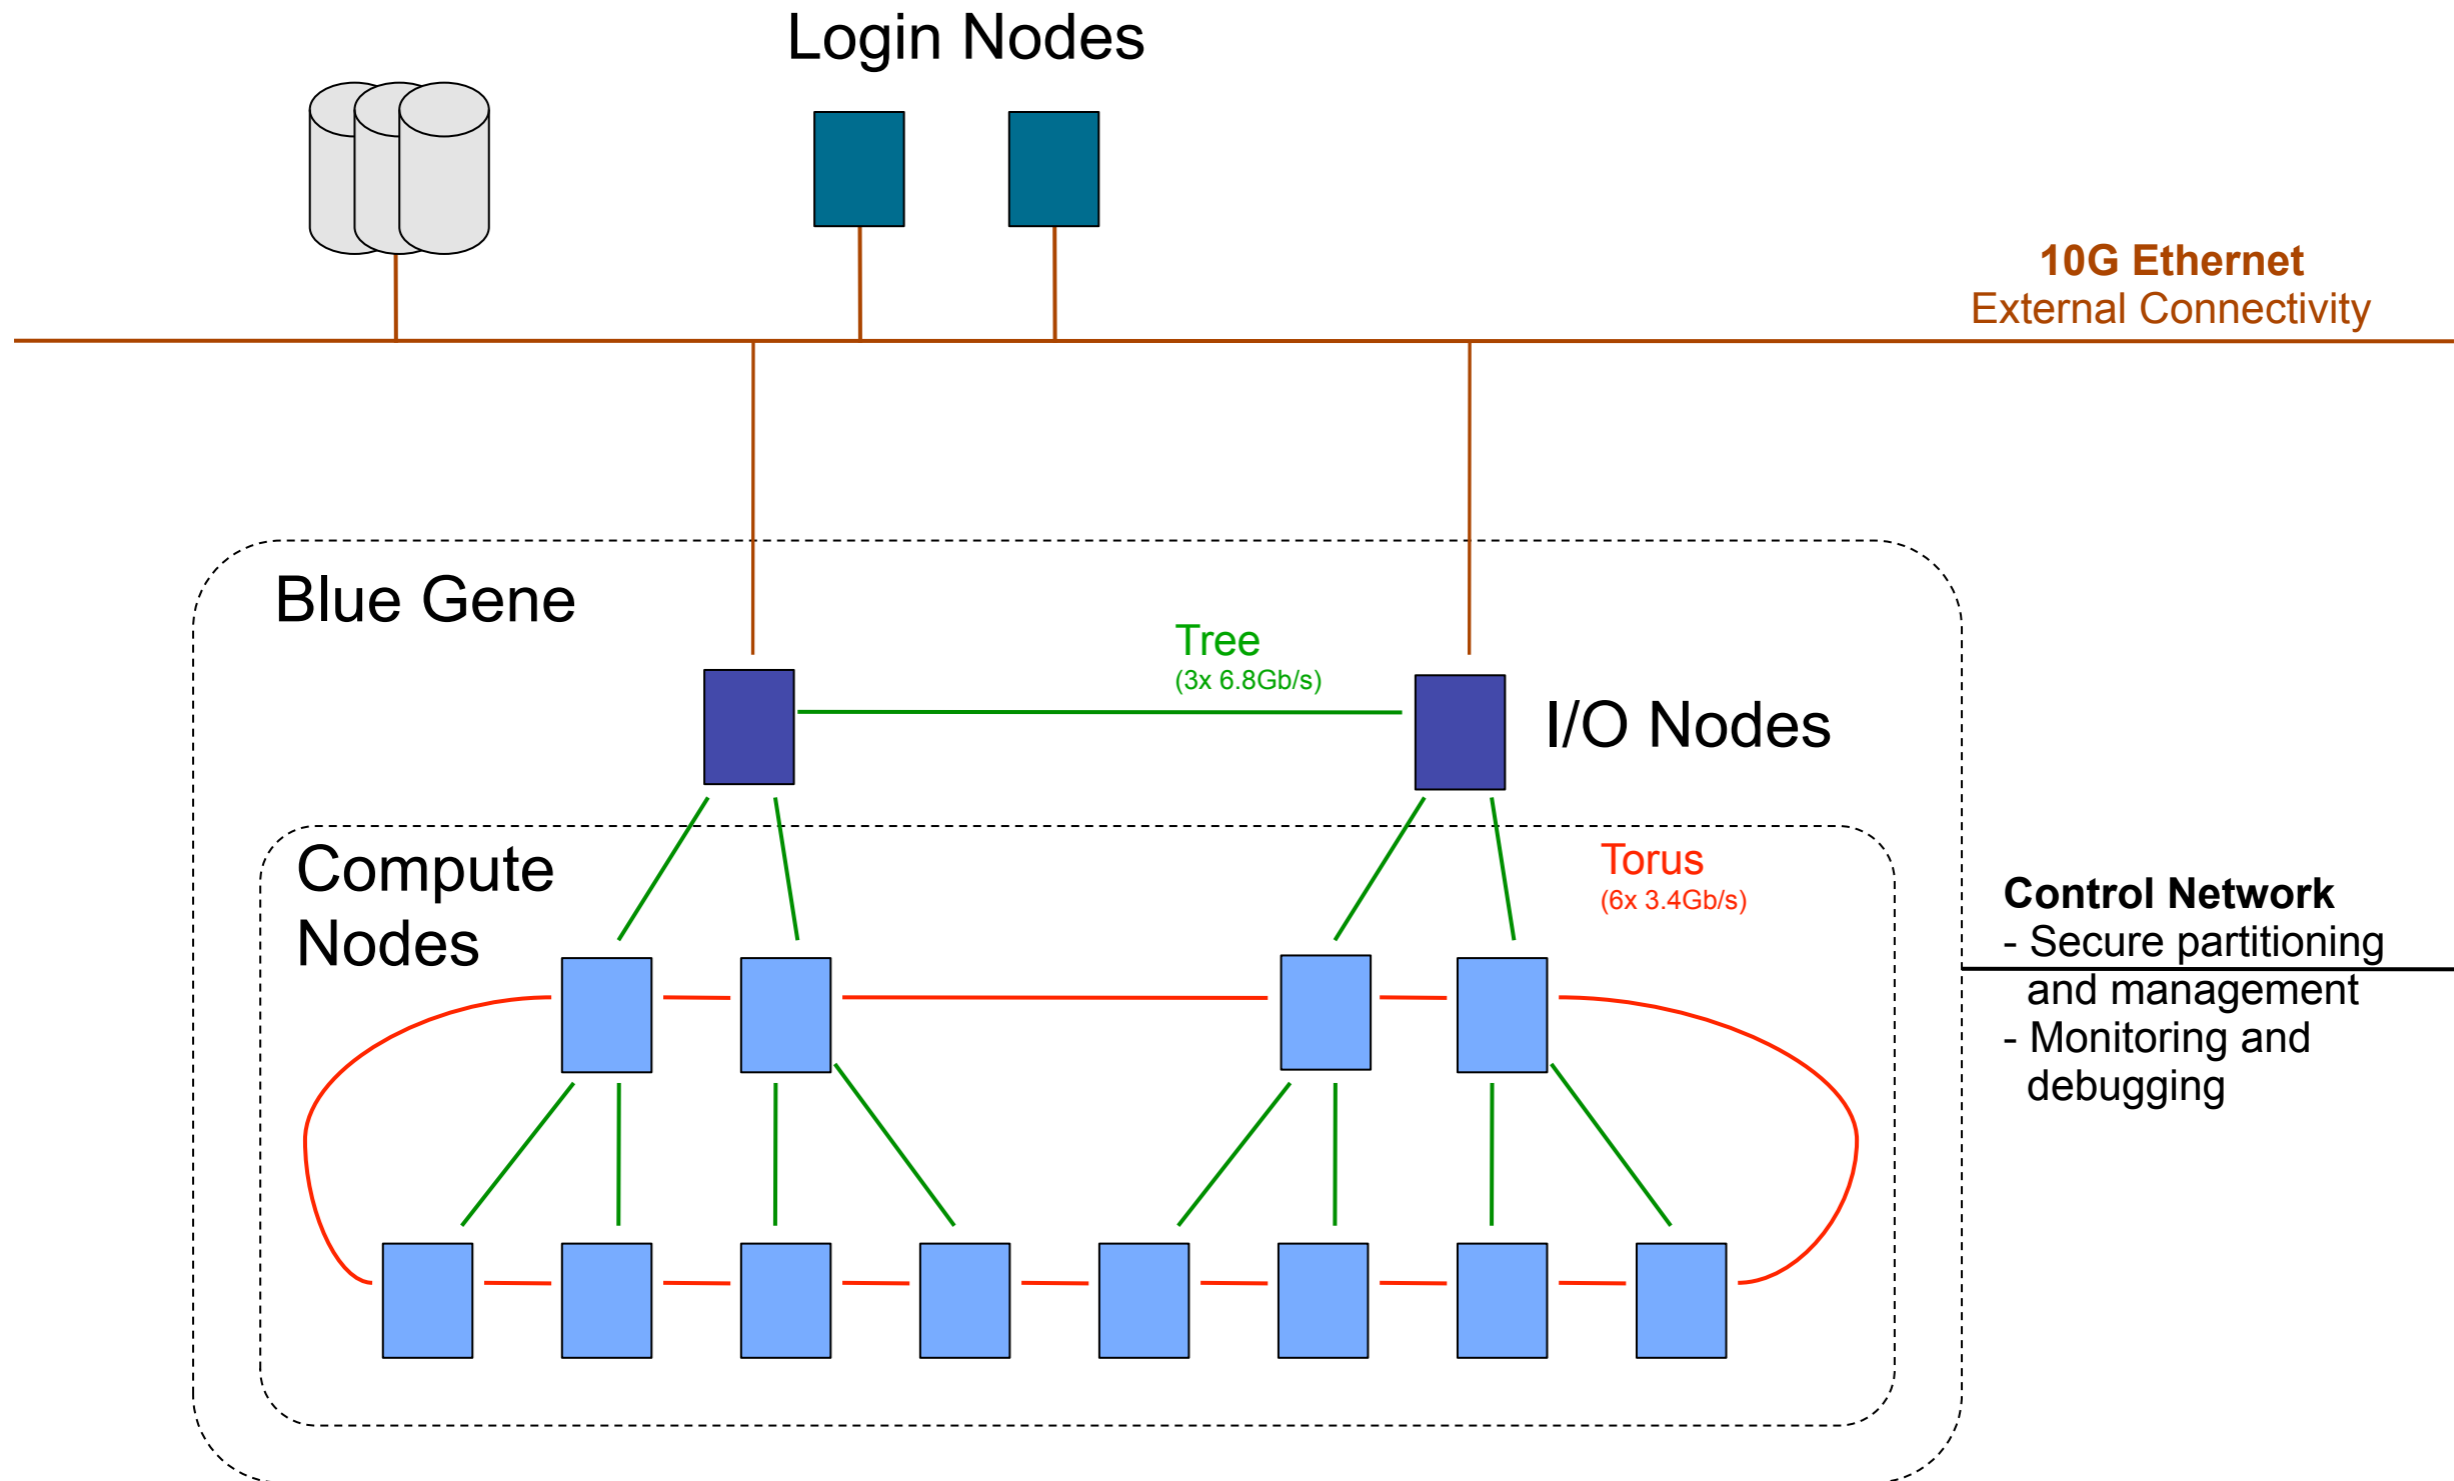 Login Nodes
10G Ethernet
External Connectivity
Blue Gene
Tree
(3x 6.8Gb/s)
I/O Nodes
Compute
Nodes
Torus
(6x 3.4Gb/s)
Control Network
- Secure partitioning
and management
- Monitoring and
debugging